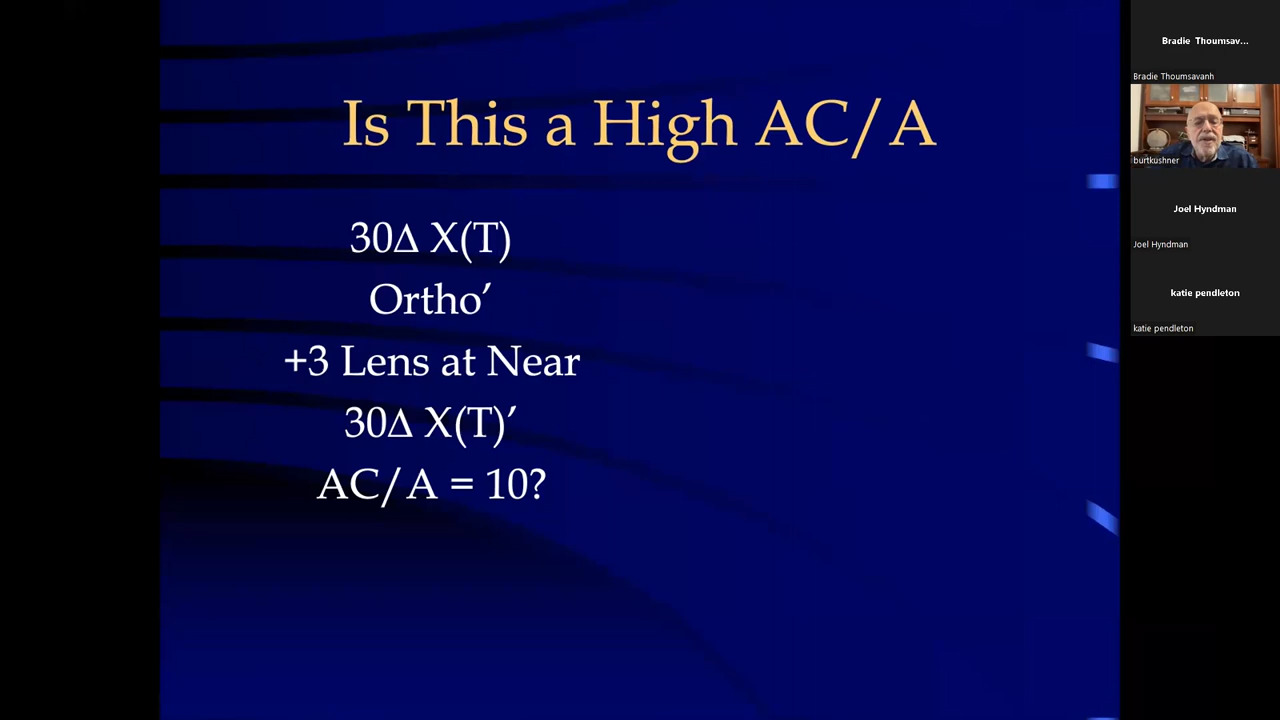 Is This a High AC/A
30Δ X(T)
Ortho’
+3 Lens at Near
30Δ X(T)’
AC/A = 10?
Bradie Thoumsav...
Bradie Thoumsavanh
burtkushner
Joel Hyndman
Joel Hyndman
katie pendleton
katie pendleton